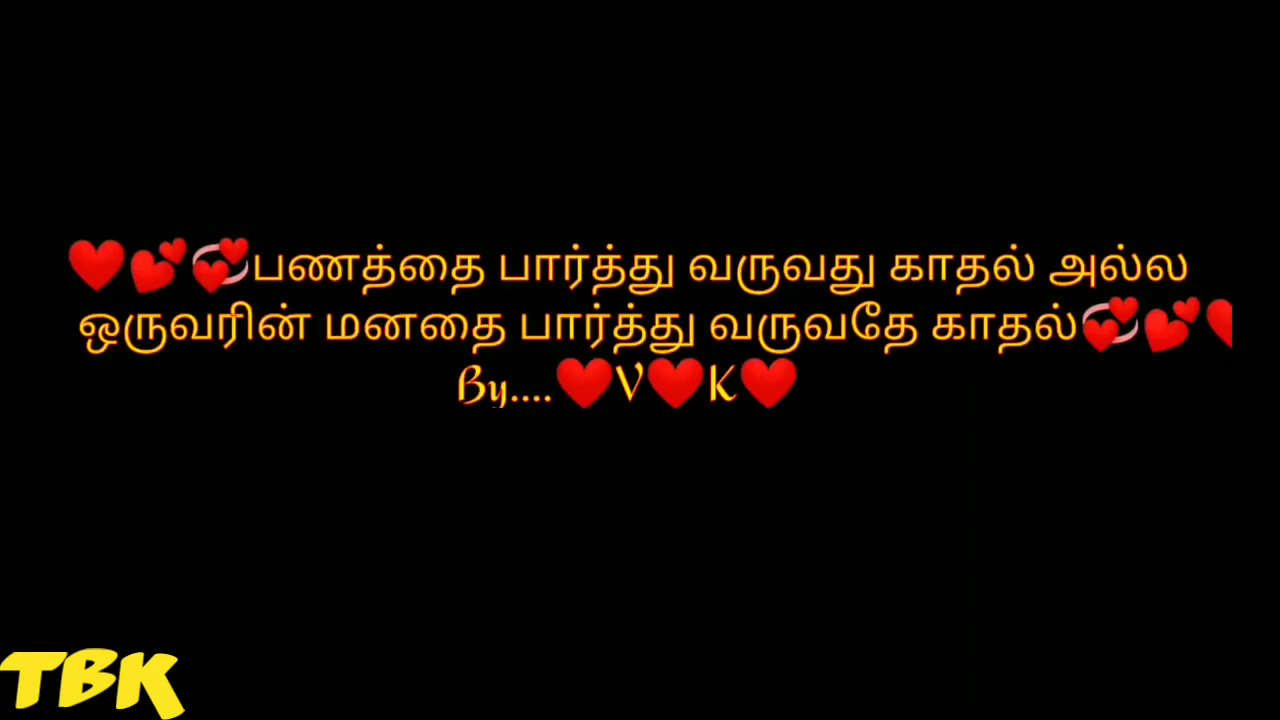 ❤️💕💞பணத்தை பார்த்து வருவது காதல் அல்ல
ஒருவரின் மனதை பார்த்து வருவதே காதல்💞💕❤️
By....❤️V❤️K❤️
TBK